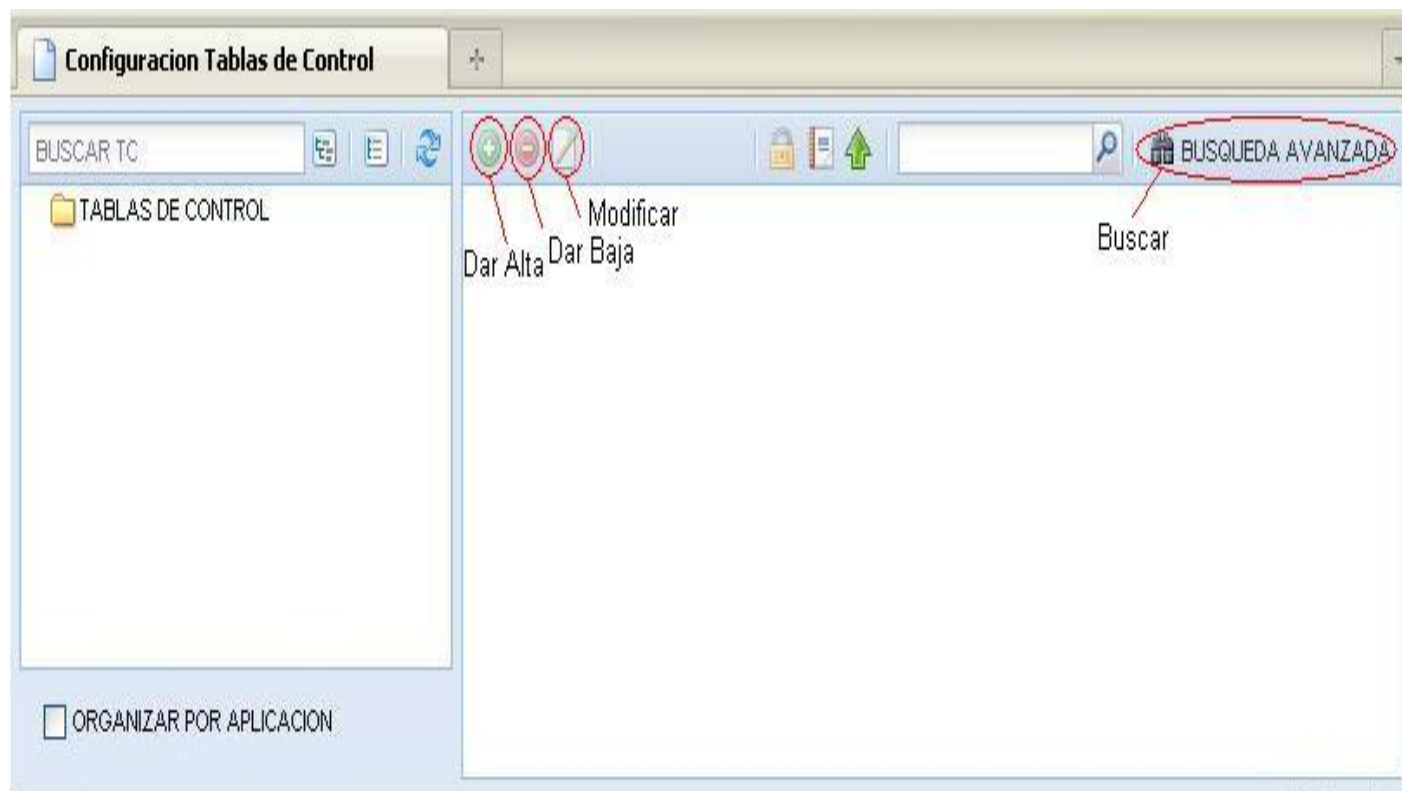 Configuracion Tablas de Control
BUSCAR TC
BUSQUEDA AVANZADA
TABLAS DE CONTROL
Modificar
Dar Baja
Dar Alta
Buscar
ORGANIZAR POR APLICACION